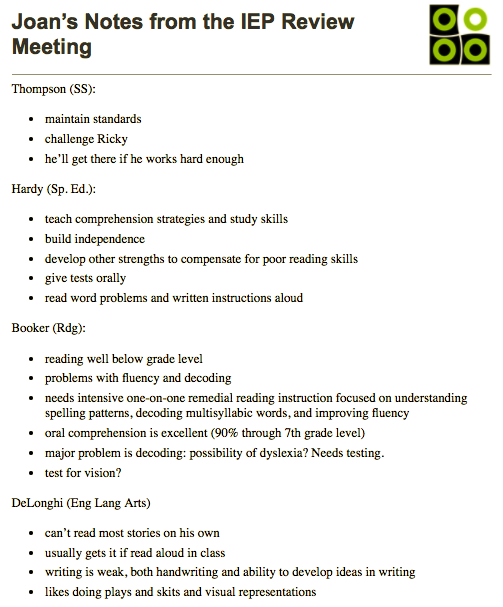 Joan's Notes from the IEP Review
Meeting
Thompson (SS):
• maintain standards
• challenge Ricky
• he'll get there if he works hard enough
Hardy (Sp. Ed.):
• teach comprehension strategies and study skills
• build independence
• develop other strengths to compensate for poor reading skills
• give tests orally
• read word problems and written instructions aloud
Booker (Rdg):
• reading well below grade level
• problems with fluency and decoding
• needs intensive one-on-one remedial reading instruction focused on understanding
spelling patterns, decoding multisyllabic words, and improving fluency
• oral comprehension is excellent (90% through 7th grade level)
• major problem is decoding: possibility of dyslexia? Needs testing.
• test for vision?
DeLonghi (Eng Lang Arts)
• can't read most stories on his own
• usually gets it if read aloud in class
• writing is weak, both handwriting and ability to develop ideas in writing
• likes doing plays and skits and visual representations